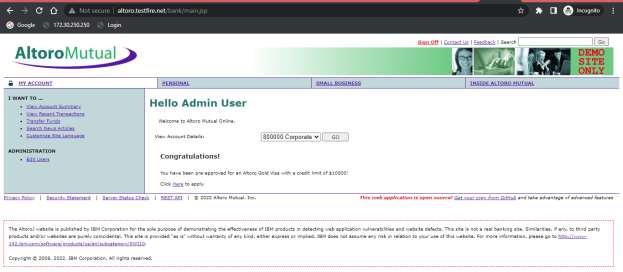 Not secure | altoro.testfire.net/bank/main.jsp
Incognito
Google 172.30.250.250 Login
Sign Off | Contact Us | Feedback | Search Go
AltoroMutual
DEMO
SITE
ONLY
MY ACCOUNT PERSONAL SMALL BUSINESS INSIDE ALTORO MUTUAL
I WANT TO ...
View Account Summary
View Recent Transactions
Transfer Funds
Search News Articles
Customize Site Language
ADMINISTRATION
Edit Users
Hello Admin User
Welcome to Altoro Mutual Online.
View Account Details: 800000 Corporate GO
Congratulations!
You have been pre-approved for an Altoro Gold Visa with a credit limit of $10000!
Click Here to apply.
Privacy Policy | Security Statement | Server Status Check | REST API | © 2022 Altoro Mutual, Inc. This web application is open source! Get your copy from GitHub and take advantage of advanced features
The AltoroJ website is published by IBM Corporation for the sole purpose of demonstrating the effectiveness of IBM products in detecting web application vulnerabilities and website defects. This site is not a real banking site. Similarities, if any, to third party
products and/or websites are purely coincidental. This site is provided "as is" without warranty of any kind, either express or implied. IBM does not assume any risk in relation to your use of this website. For more information, please go to http://www-
142.ibm.com/software/products/us/en/subcategory/SWI10.
Copyright © 2008, 2022, IBM Corporation, All rights reserved.